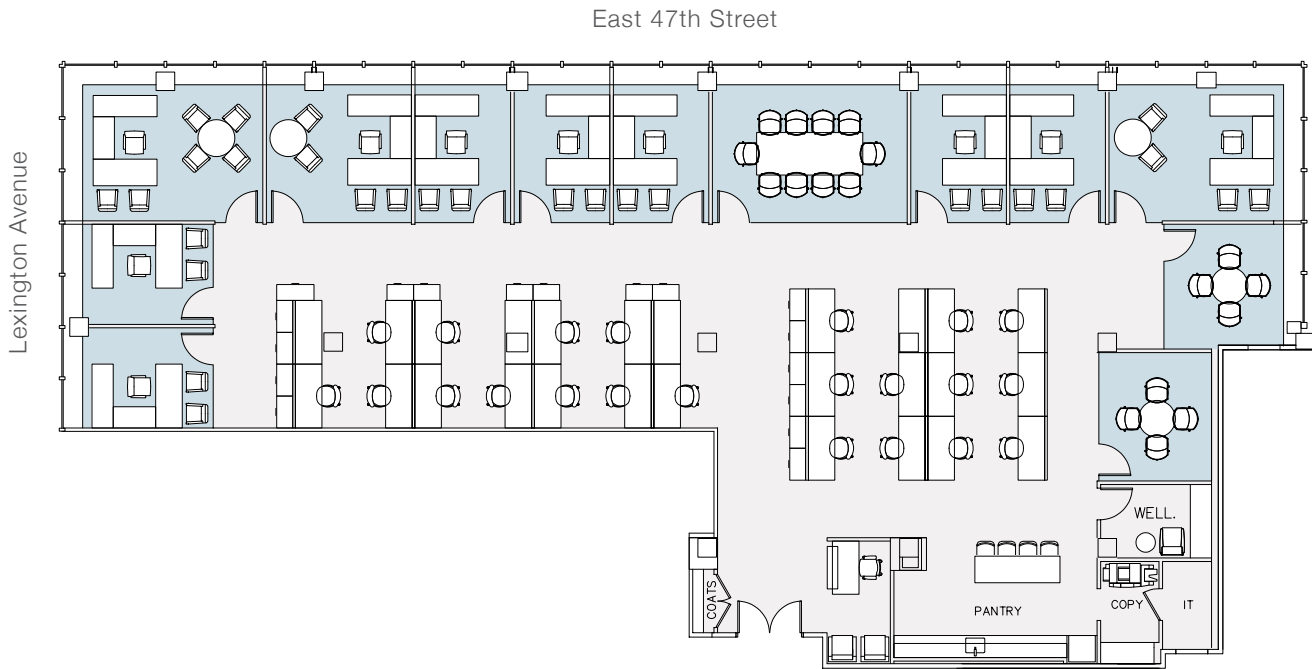 East 47th Street
Lexington Avenue
WELL.
COATS
PANTRY
COPY
IT